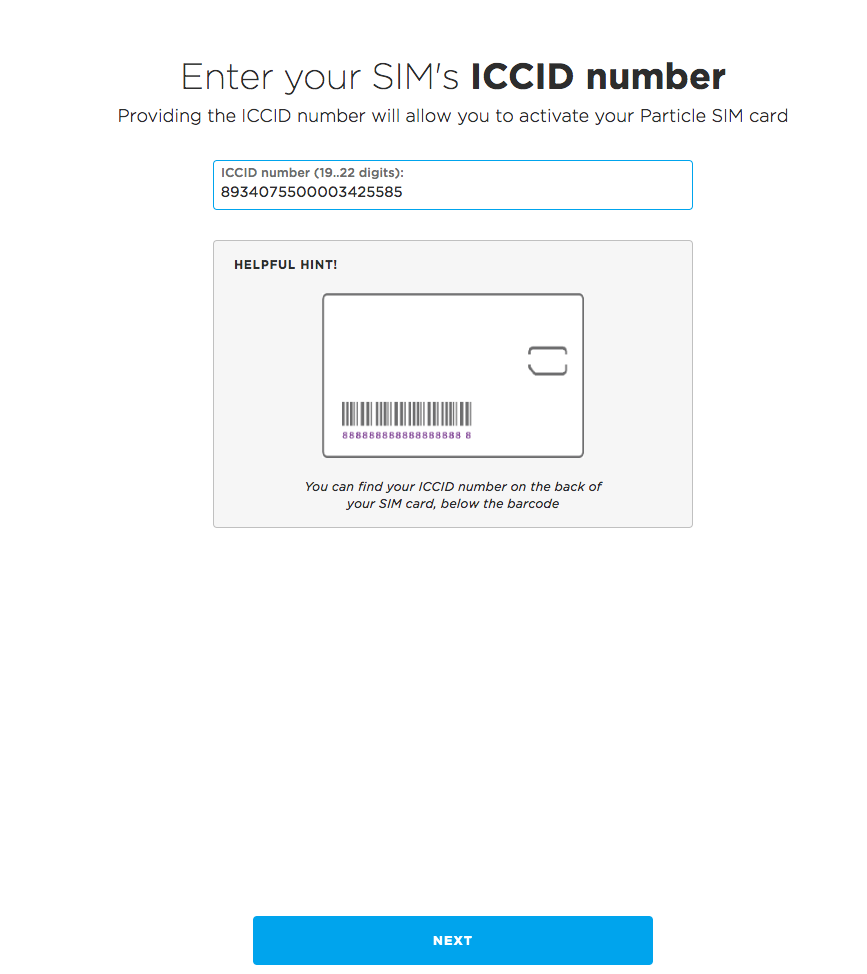 Enter your SIM's ICCID number
Providing the ICCID number will allow you to activate your Particle SIM card
ICCID number (19..22 digits):
8934075500003425585
HELPFUL HINT!
888888888888888888 8
You can find your ICCID number on the back of
your SIM card, below the barcode
NEXT